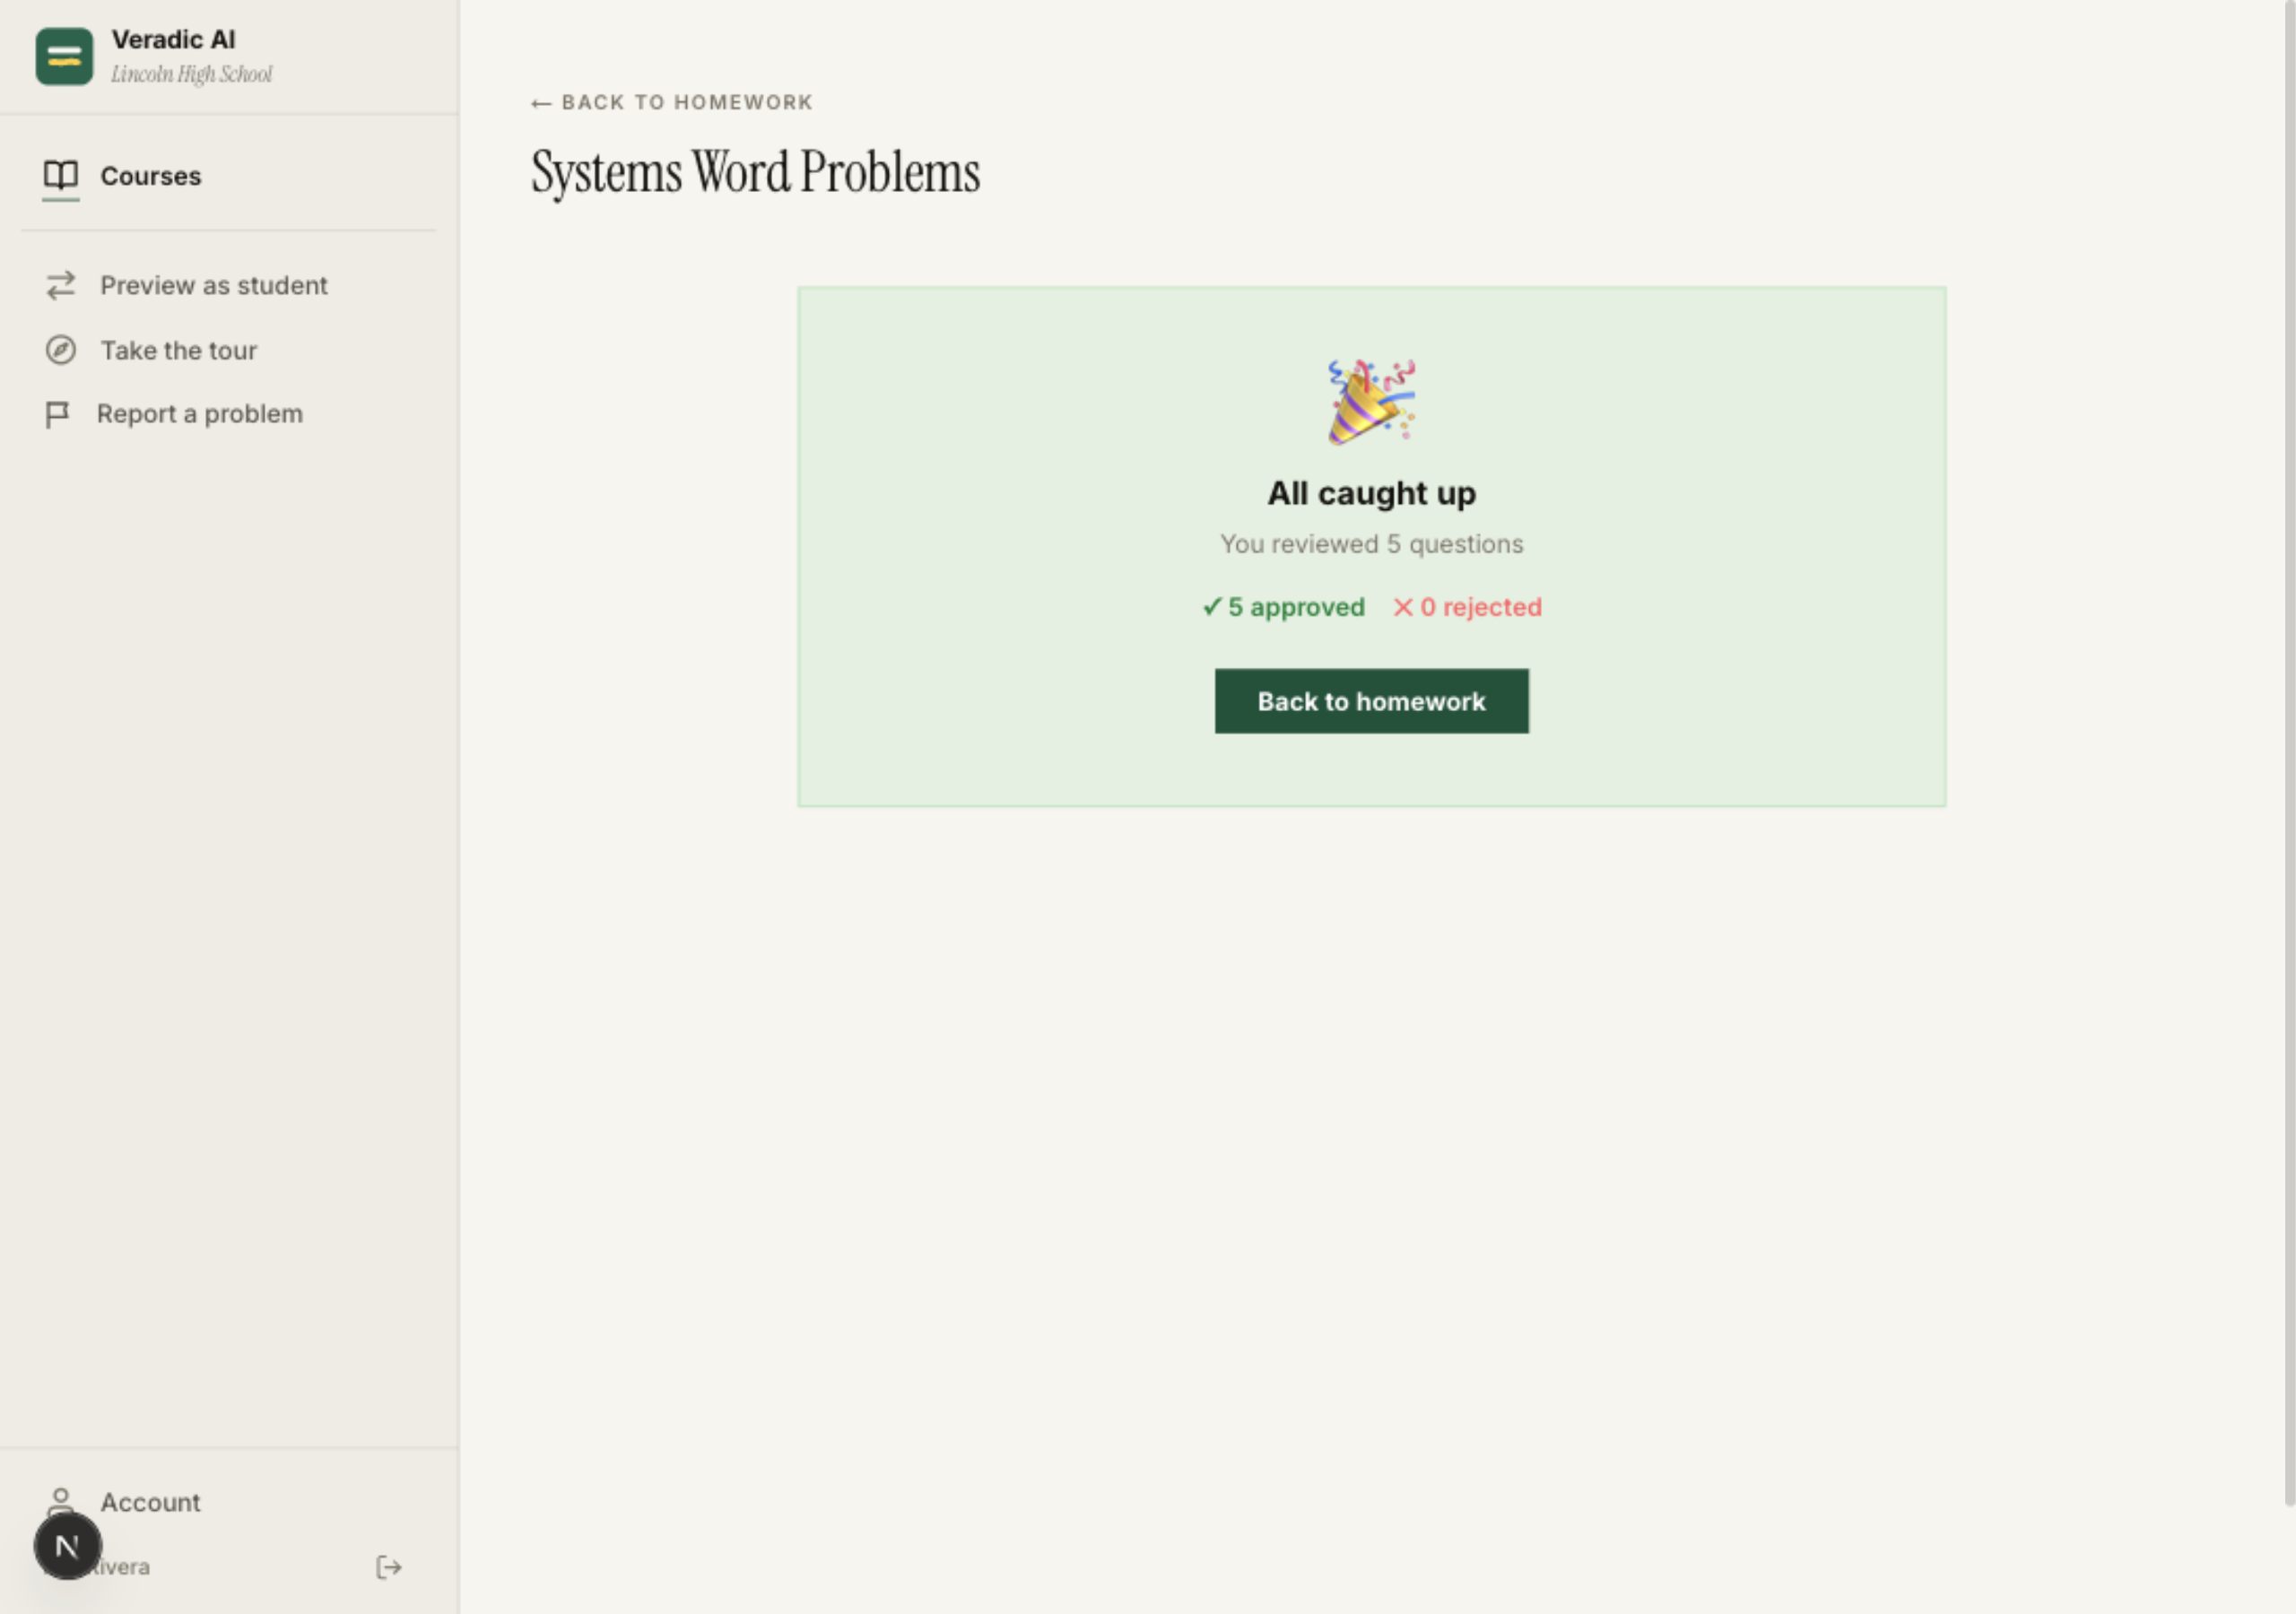 Veradic AI
Lincoln High School
Courses
Preview as student
Take the tour
Report a problem
← BACK TO HOMEWORK
Systems Word Problems
All caught up
You reviewed 5 questions
✓ 5 approved ✕ 0 rejected
Back to homework
Account
N